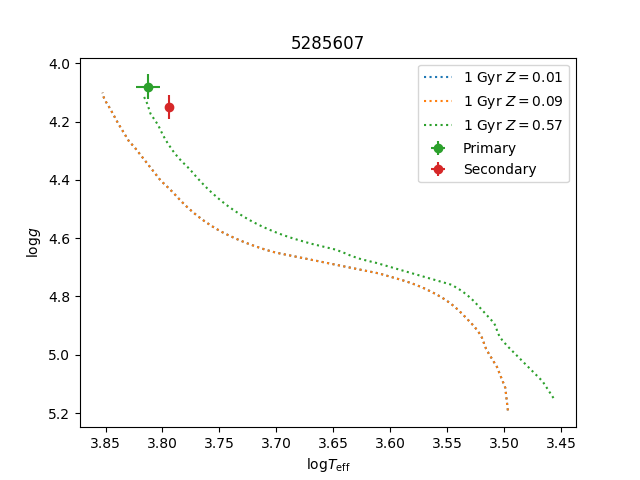 5285607
4.0
4.2
4.4
4.6
4.8
5.0
5.2
log g
1 Gyr Z = 0.01
1 Gyr Z = 0.09
1 Gyr Z = 0.57
Primary
Secondary
3.85 3.80 3.75 3.70 3.65 3.60 3.55 3.50 3.45
log T_eff